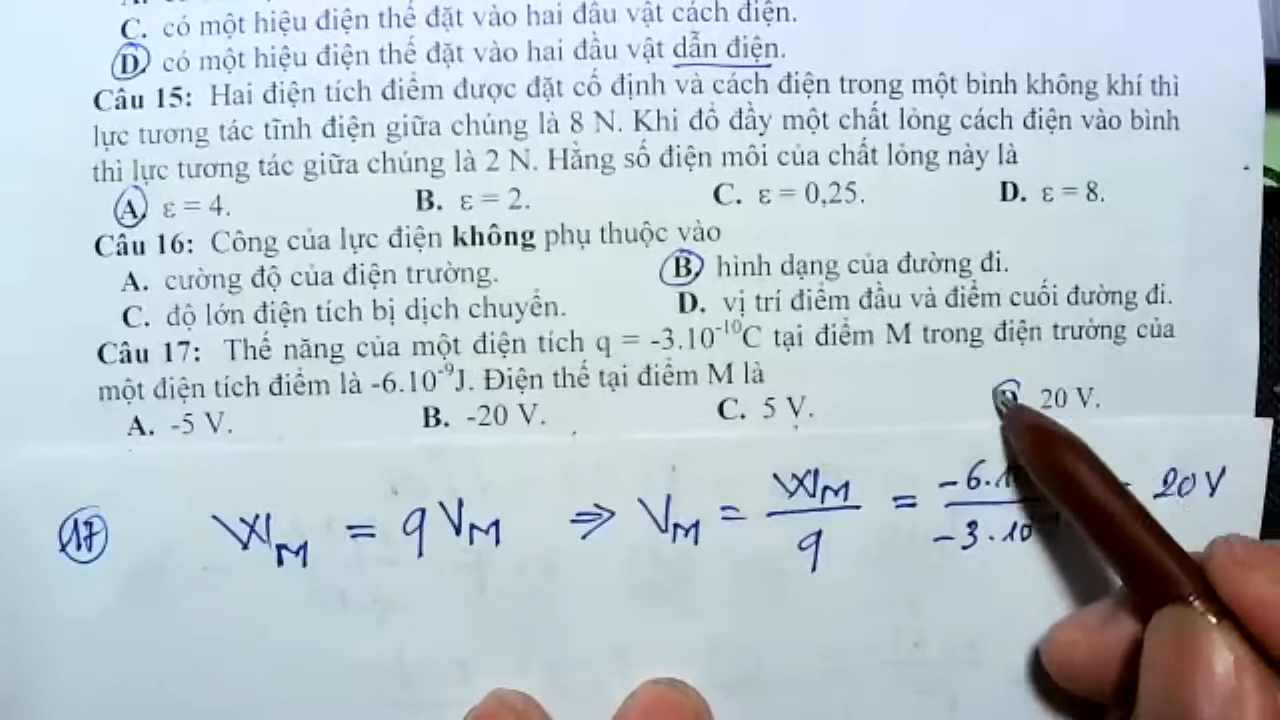 C. có một hiệu điện thế đặt vào hai đầu vật cách điện.
D. có một hiệu điện thế đặt vào hai đầu vật dẫn điện.
Câu 15: Hai điện tích điểm được đặt cố định và cách điện trong một bình không khí thì
lực tương tác tĩnh điện giữa chúng là 8 N. Khi đổ đầy một chất lỏng cách điện vào bình
thì lực tương tác giữa chúng là 2 N. Hằng số điện môi của chất lỏng này là
A. ε = 4. B. ε = 2. C. ε = 0,25. D. ε = 8.
Câu 16: Công của lực điện không phụ thuộc vào
A. cường độ của điện trường. B. hình dạng của đường đi.
C. độ lớn điện tích bị dịch chuyển. D. vị trí điểm đầu và điểm cuối đường đi.
Câu 17: Thế năng của một điện tích q = -3.10⁻¹⁰C tại điểm M trong điện trường của
một điện tích điểm là -6.10⁻⁹J. Điện thế tại điểm M là
A. -5 V. B. -20 V. C. 5 V. D 20 V.
17 W_M = q V_M ⇒ V_M = W_M / q = -6. / -3.10 20V